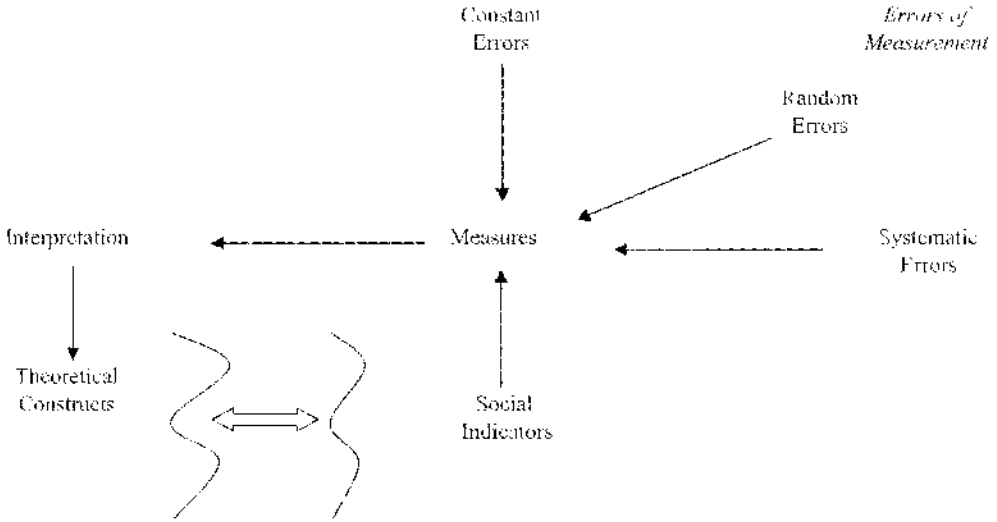 Constant
Errors
Errors of
Measurement
Random
Errors
Interpretation
Measures
Systematic
Errors
Theoretical
Constructs
Social
Indicators